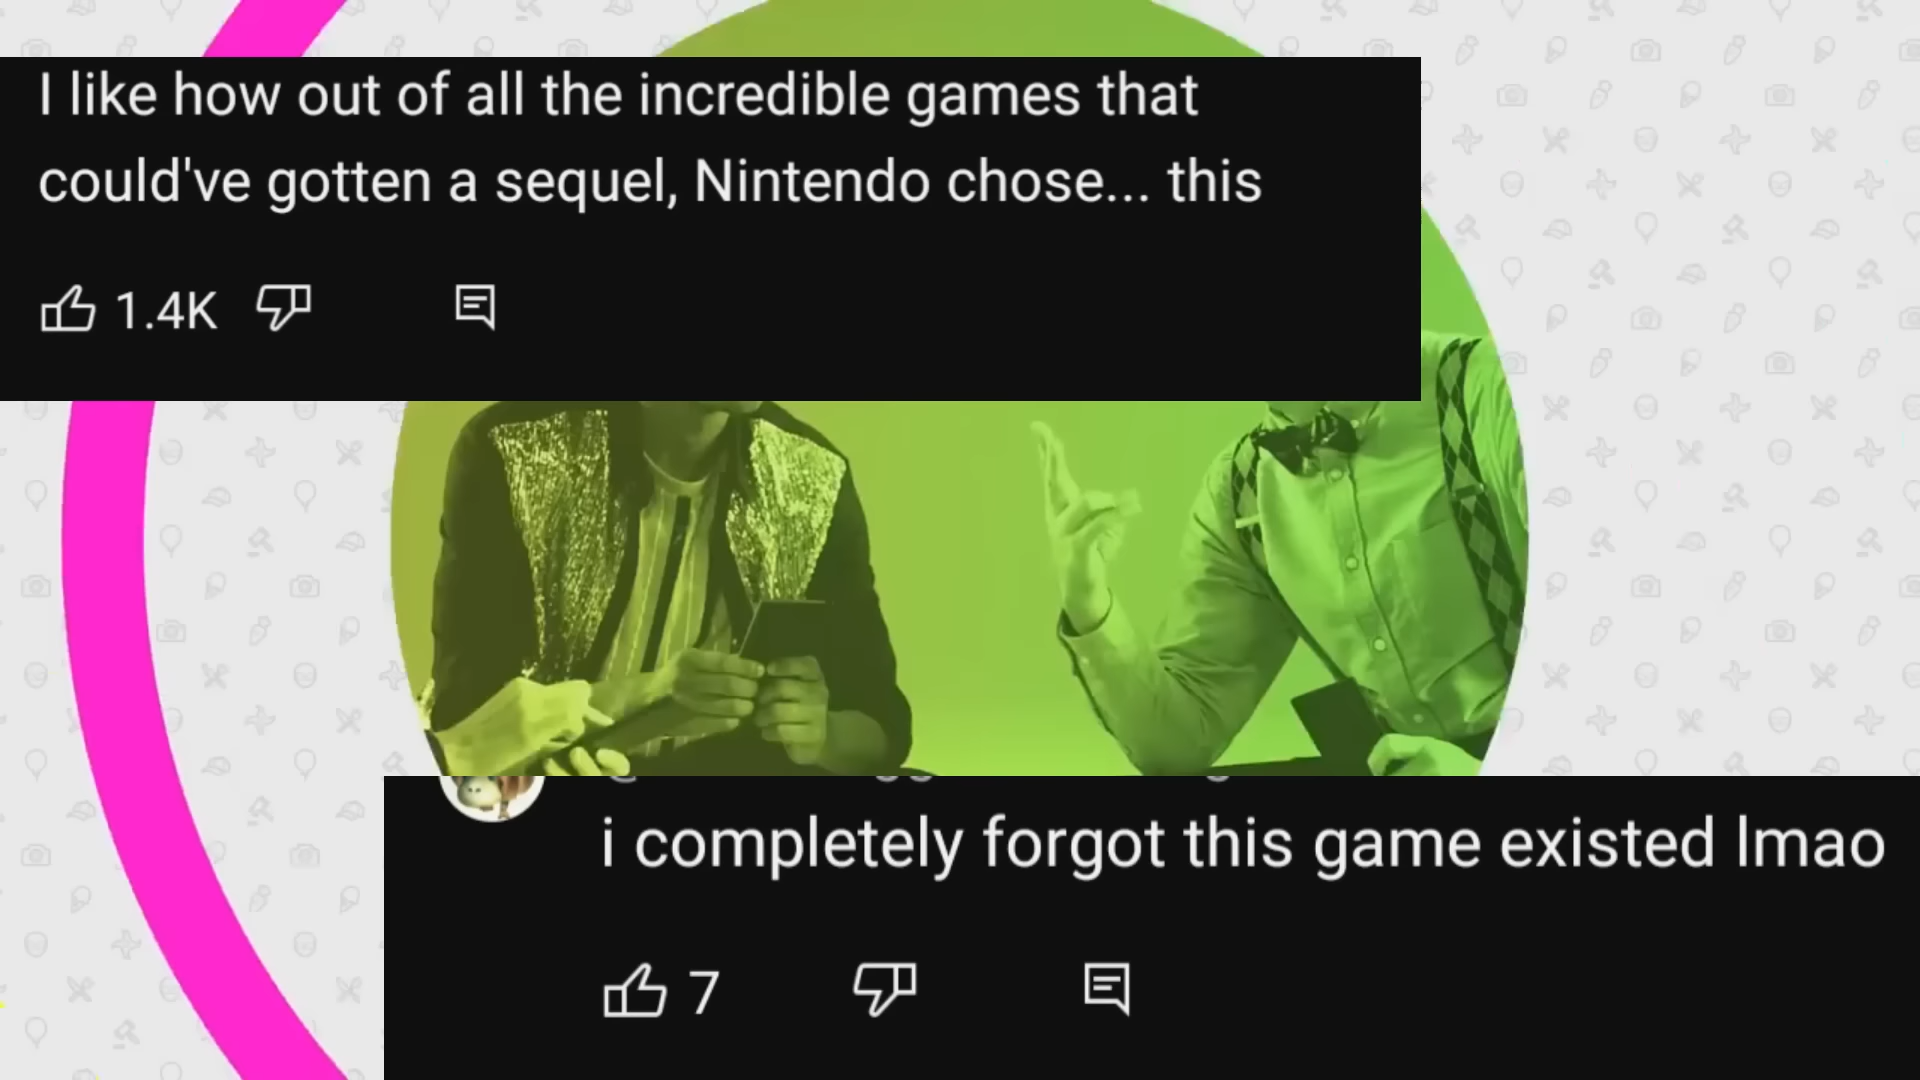 I like how out of all the incredible games that
could've gotten a sequel, Nintendo chose... this
1.4K
i completely forgot this game existed lmao
7